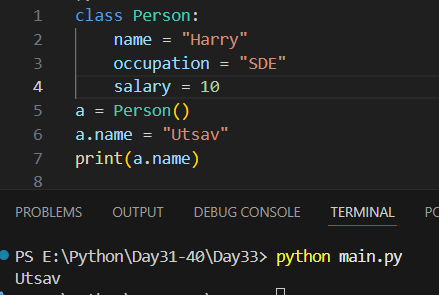 1 class Person:
2     name = "Harry"
3     occupation = "SDE"
4     salary = 10
5 a = Person()
6 a.name = "Utsav"
7 print(a.name)
8
PROBLEMS OUTPUT DEBUG CONSOLE TERMINAL
PS E:\Python\Day31-40\Day33> python main.py
Utsav